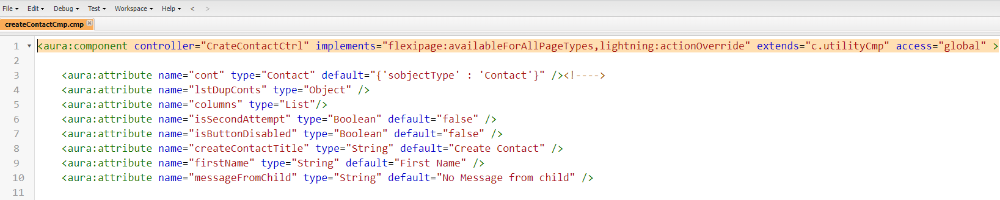 File Edit Debug Test Workspace Help < >
createContactCmp.cmp
1 <aura:component controller="CrateContactCtrl" implements="flexipage:availableForAllPageTypes,lightning:actionOverride" extends="c.utilityCmp" access="global" >
2
3 <aura:attribute name="cont" type="Contact" default="{'sobjectType' : 'Contact'}" /><!---->
4 <aura:attribute name="lstDupConts" type="Object" />
5 <aura:attribute name="columns" type="List"/>
6 <aura:attribute name="isSecondAttempt" type="Boolean" default="false" />
7 <aura:attribute name="isButtonDisabled" type="Boolean" default="false" />
8 <aura:attribute name="createContactTitle" type="String" default="Create Contact" />
9 <aura:attribute name="firstName" type="String" default="First Name" />
10 <aura:attribute name="messageFromChild" type="String" default="No Message from child" />
11